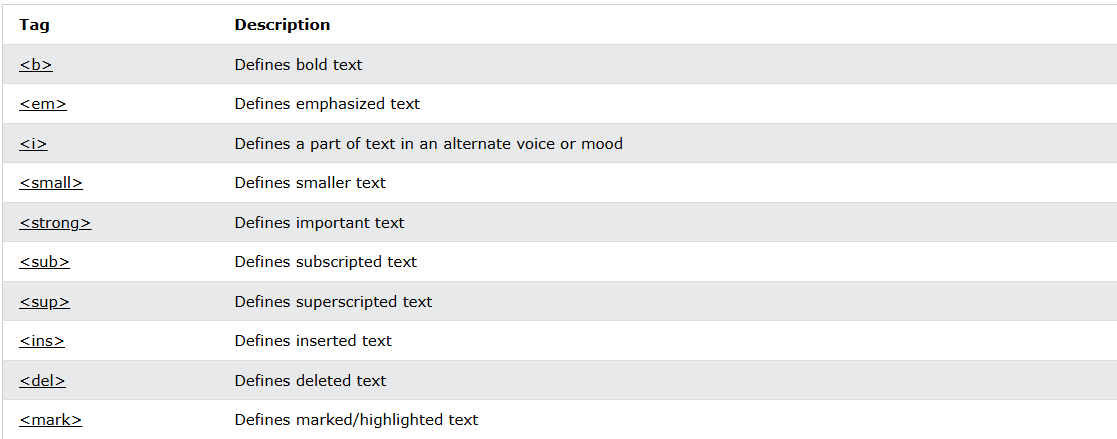 Tag Description
<b> Defines bold text
<em> Defines emphasized text
<i> Defines a part of text in an alternate voice or mood
<small> Defines smaller text
<strong> Defines important text
<sub> Defines subscripted text
<sup> Defines superscripted text
<ins> Defines inserted text
<del> Defines deleted text
<mark> Defines marked/highlighted text